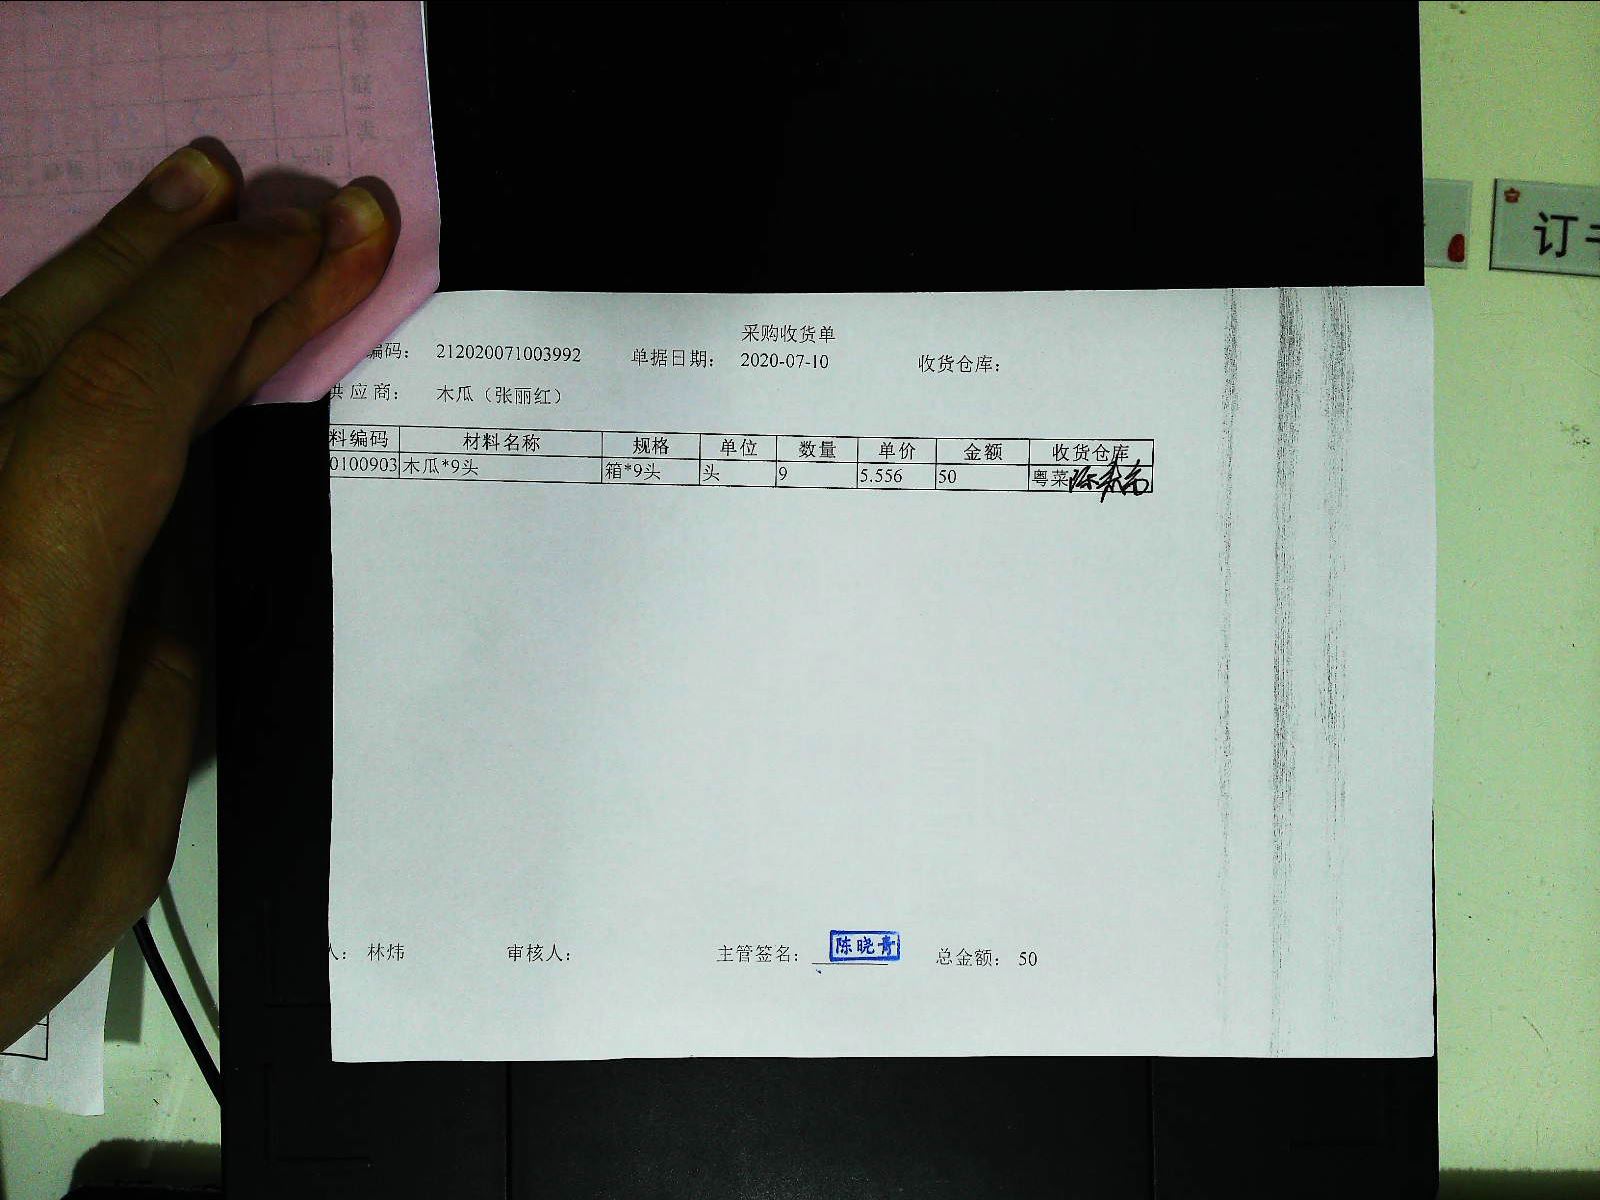 采购收货单
编码： 212020071003992 单据日期： 2020-07-10 收货仓库：
供应商： 木瓜（张丽红）
料编码 材料名称 规格 单位 数量 单价 金额 收货仓库
0100903 木瓜*9头 箱*9头 头 9 5.556 50 粤菜
人： 林炜 审核人： 主管签名： 陈晓青 总金额： 50
订